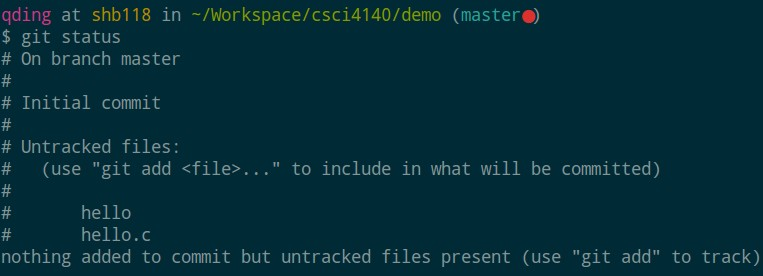 qding at shb118 in ~/Workspace/csci4140/demo (master●)
$ git status
# On branch master
#
# Initial commit
#
# Untracked files:
#   (use "git add <file>..." to include in what will be committed)
#
#       hello
#       hello.c
nothing added to commit but untracked files present (use "git add" to track)